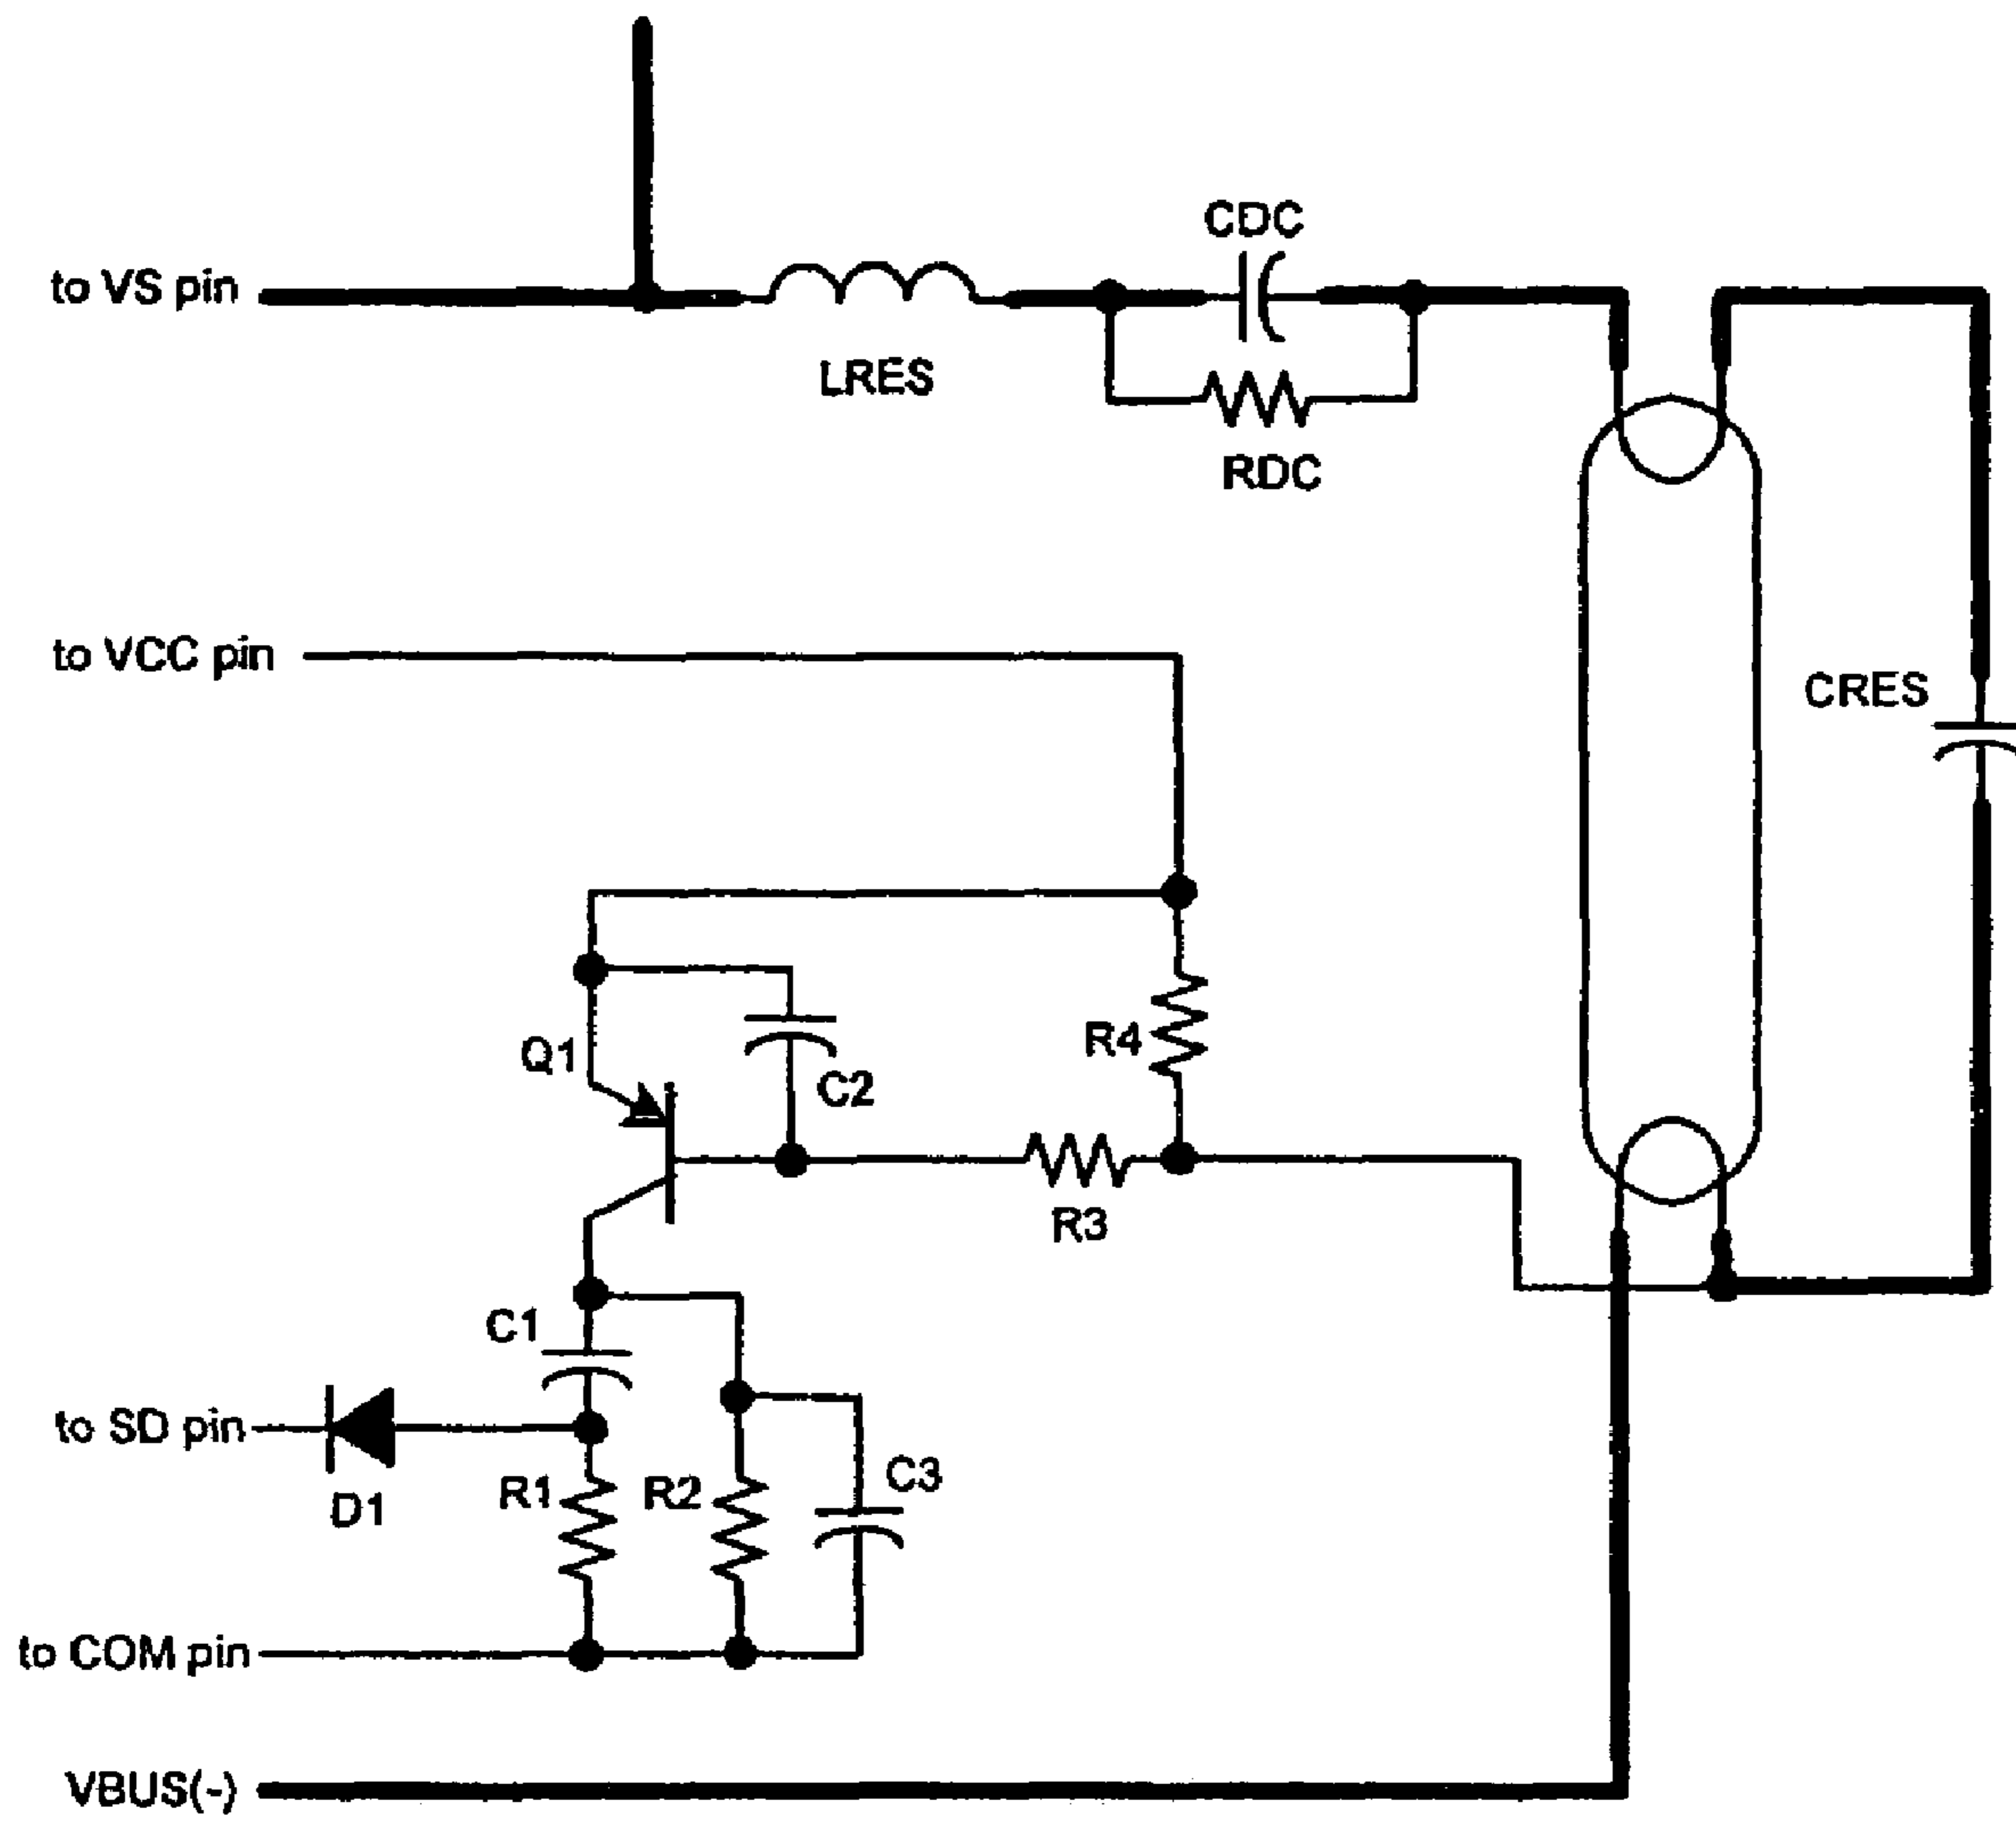 CDC
to VS pin
LRES
RDC
to VCC pin
CRES
Q1
R4
C2
R3
C1
to SD pin
R1
R2
C3
D1
to COM pin
VBUS(-)